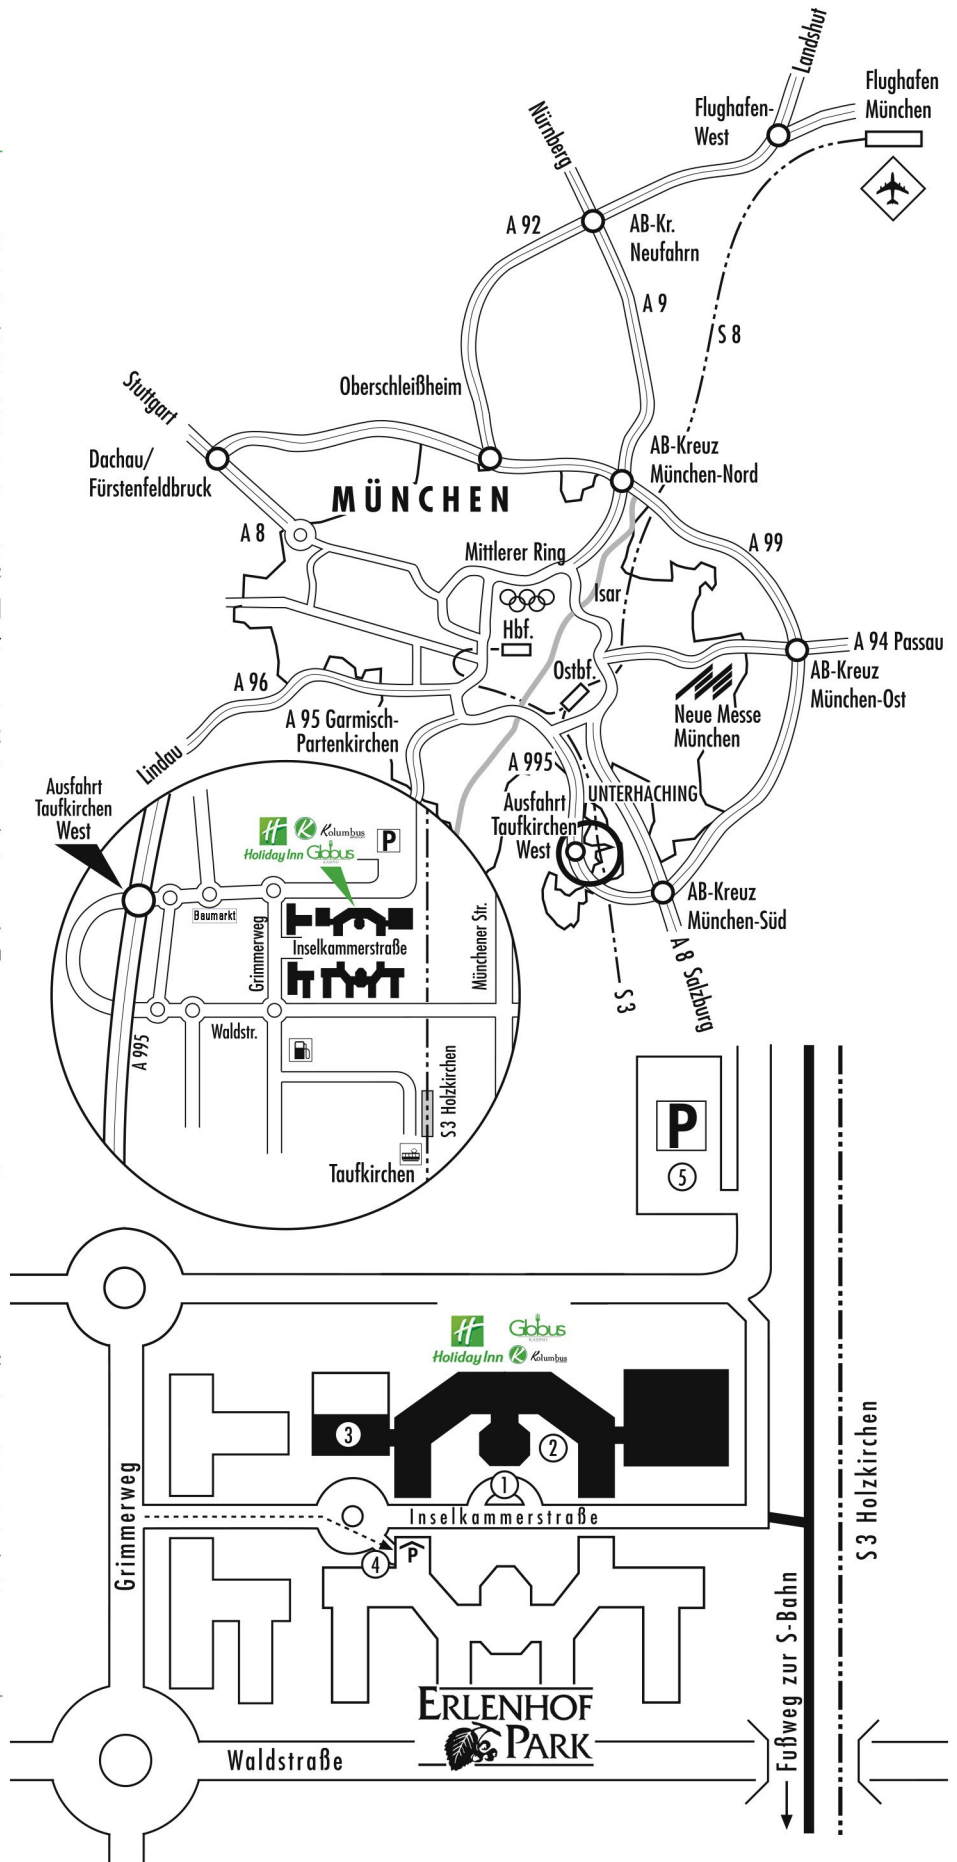 Landshut
Flughafen
München
Flughafen-
West
Nürnberg
A 92
AB-Kr.
Neufahrn
A 9
S 8
Stuttgart
Oberschleißheim
Dachau/
Fürstenfeldbruck
AB-Kreuz
München-Nord
MÜNCHEN
A 8
A 99
Mittlerer Ring
Isar
Hbf.
A 94 Passau
Ostbf.
AB-Kreuz
München-Ost
A 96
Neue Messe
München
A 95 Garmisch-
Partenkirchen
Lindau
A 995
UNTERHACHING
Ausfahrt
Taufkirchen
West
Ausfahrt
Taufkirchen
West
AB-Kreuz
München-Süd
A 8 Salzburg
S 3
H
K Kolumbus
P
Holiday Inn Globus
Baumarkt
Grimmerweg
Inselkammerstraße
Münchener Str.
Waldstr.
A 995
S3 Holzkirchen
Taufkirchen
P
5
H Globus
Holiday Inn K Kolumbus
3
2
1
Inselkammerstraße
Grimmerweg
4
P
S3 Holzkirchen
Fußweg zur S-Bahn
ERLENHOF
PARK
Waldstraße